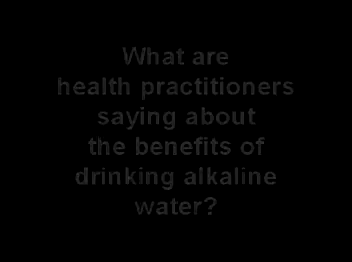 What are
health practitioners
saying about
the benefits of
drinking alkaline
water?